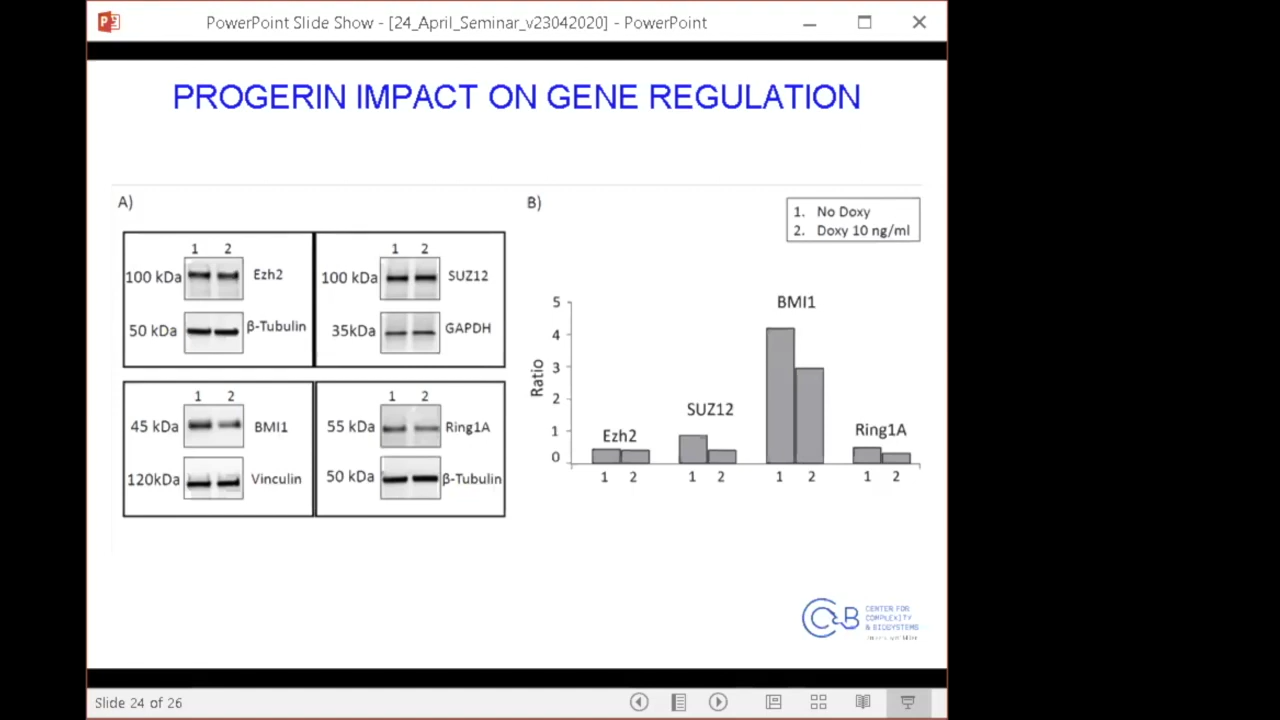 PowerPoint Slide Show - [24_April_Seminar_v23042020] - PowerPoint
PROGERIN IMPACT ON GENE REGULATION
A)
1 2
100 kDa Ezh2
50 kDa β-Tubulin
1 2
100 kDa SUZ12
35kDa GAPDH
1 2
45 kDa BMI1
120kDa Vinculin
1 2
55 kDa Ring1A
50 kDa β-Tubulin
B)
1. No Doxy
2. Doxy 10 ng/ml
Ratio
5
4
3
2
1
0
Ezh2
SUZ12
BMI1
Ring1A
1 2 1 2 1 2 1 2
C&B
CENTER FOR
COMPLEXITY
& BIOSYSTEMS
Slide 24 of 26